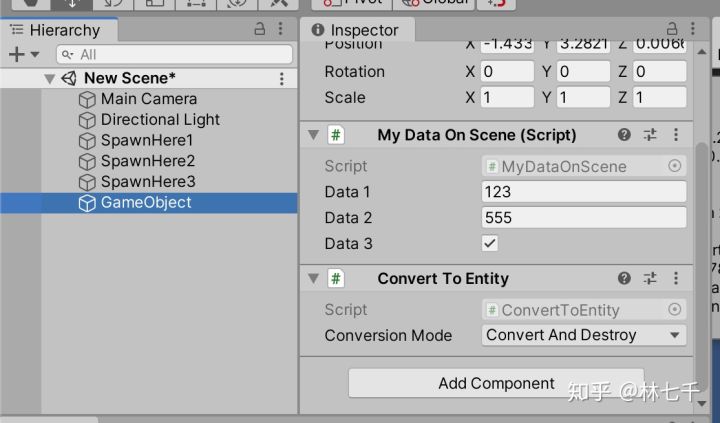 Pivot
Global
Hierarchy
Inspector
All
New Scene*
Main Camera
Directional Light
SpawnHere1
SpawnHere2
SpawnHere3
GameObject
Position X -1.433 Y 3.2821 Z 0.006
Rotation X 0 Y 0 Z 0
Scale X 1 Y 1 Z 1
# My Data On Scene (Script)
Script # MyDataOnScene
Data 1 123
Data 2 555
Data 3
# Convert To Entity
Script # ConvertToEntity
Conversion Mode Convert And Destroy
Add Component
知乎 @林七千